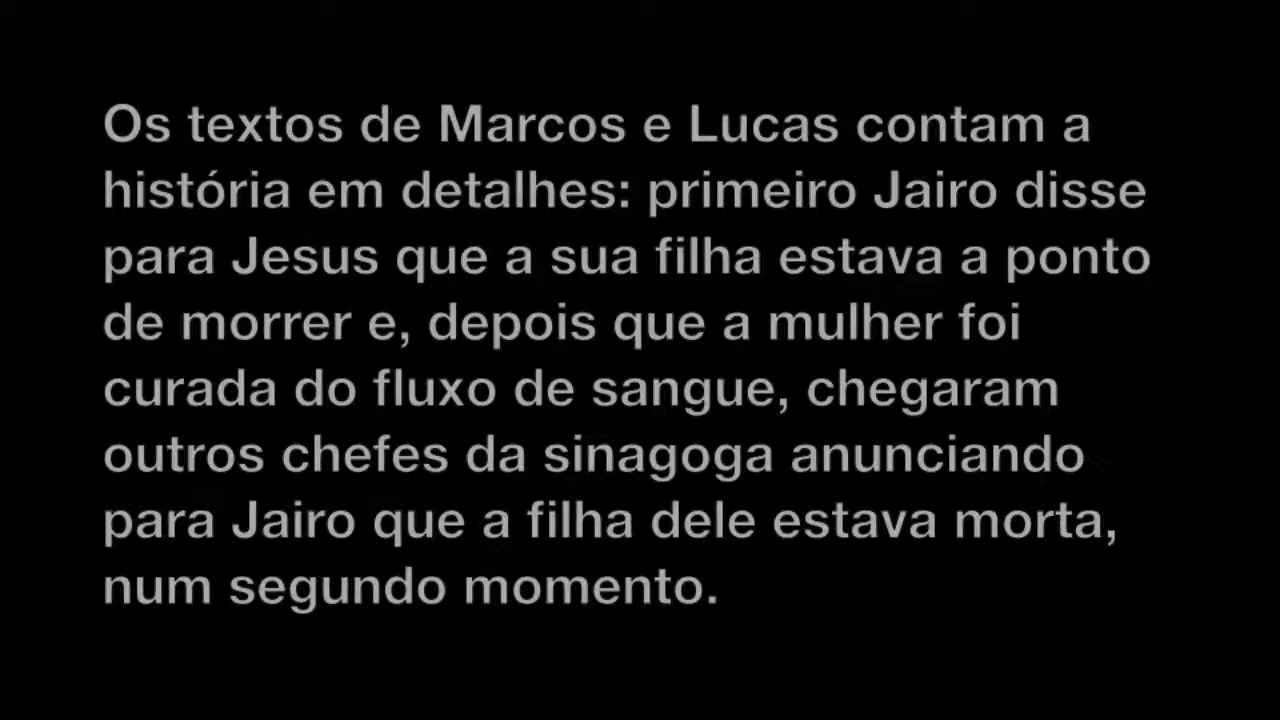 Os textos de Marcos e Lucas contam a
história em detalhes: primeiro Jairo disse
para Jesus que a sua filha estava a ponto
de morrer e, depois que a mulher foi
curada do fluxo de sangue, chegaram
outros chefes da sinagoga anunciando
para Jairo que a filha dele estava morta,
num segundo momento.